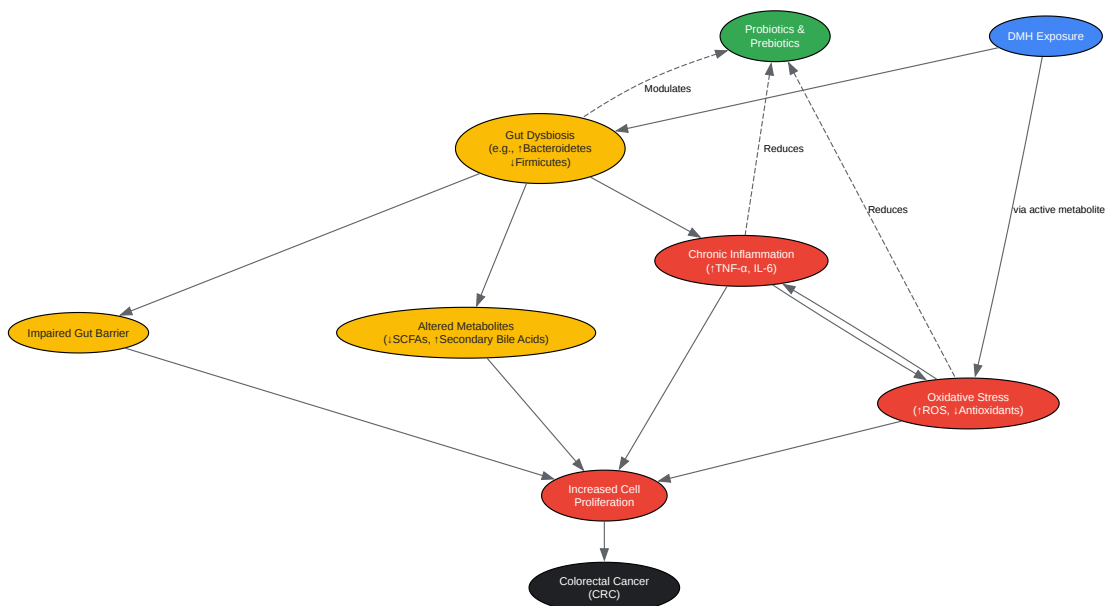 Probiotics &
Prebiotics
DMH Exposure
Modulates
Gut Dysbiosis
(e.g., ↑Bacteroidetes
↓Firmicutes)
Reduces
Reduces
via active metabolite
Chronic Inflammation
(↑TNF-α, IL-6)
Impaired Gut Barrier
Altered Metabolites
(↓SCFAs, ↑Secondary Bile Acids)
Oxidative Stress
(↑ROS, ↓Antioxidants)
Increased Cell
Proliferation
Colorectal Cancer
(CRC)